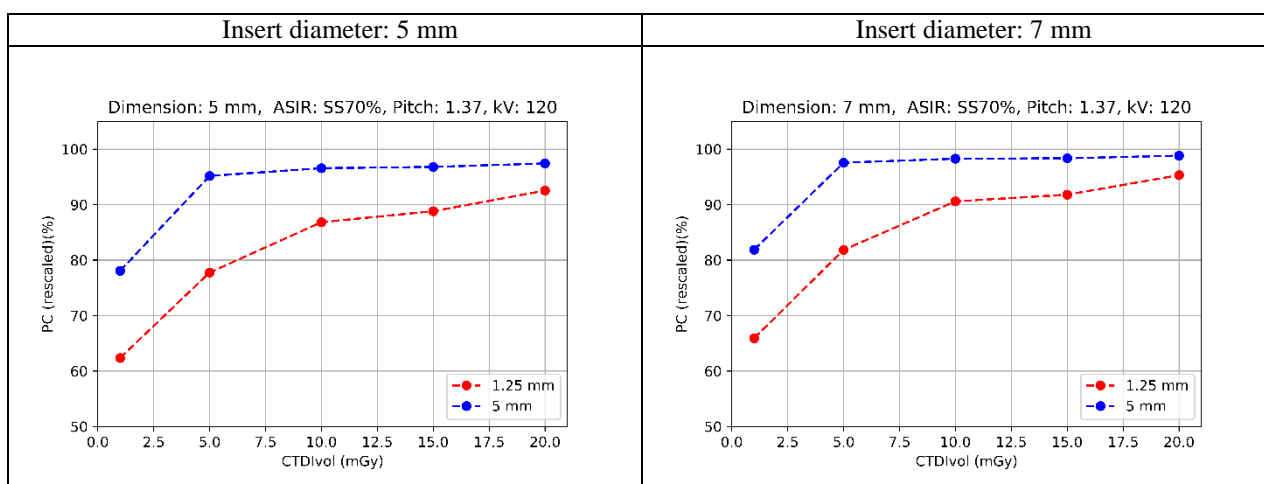 Insert diameter: 5 mm
Insert diameter: 7 mm
Dimension: 5 mm,  ASIR: SS70%, Pitch: 1.37, kV: 120
PC (rescaled)(%)
100
90
80
70
60
50
0.0 2.5 5.0 7.5 10.0 12.5 15.0 17.5 20.0
CTDIvol (mGy)
1.25 mm
5 mm
Dimension: 7 mm,  ASIR: SS70%, Pitch: 1.37, kV: 120
PC (rescaled)(%)
100
90
80
70
60
50
0.0 2.5 5.0 7.5 10.0 12.5 15.0 17.5 20.0
CTDIvol (mGy)
1.25 mm
5 mm